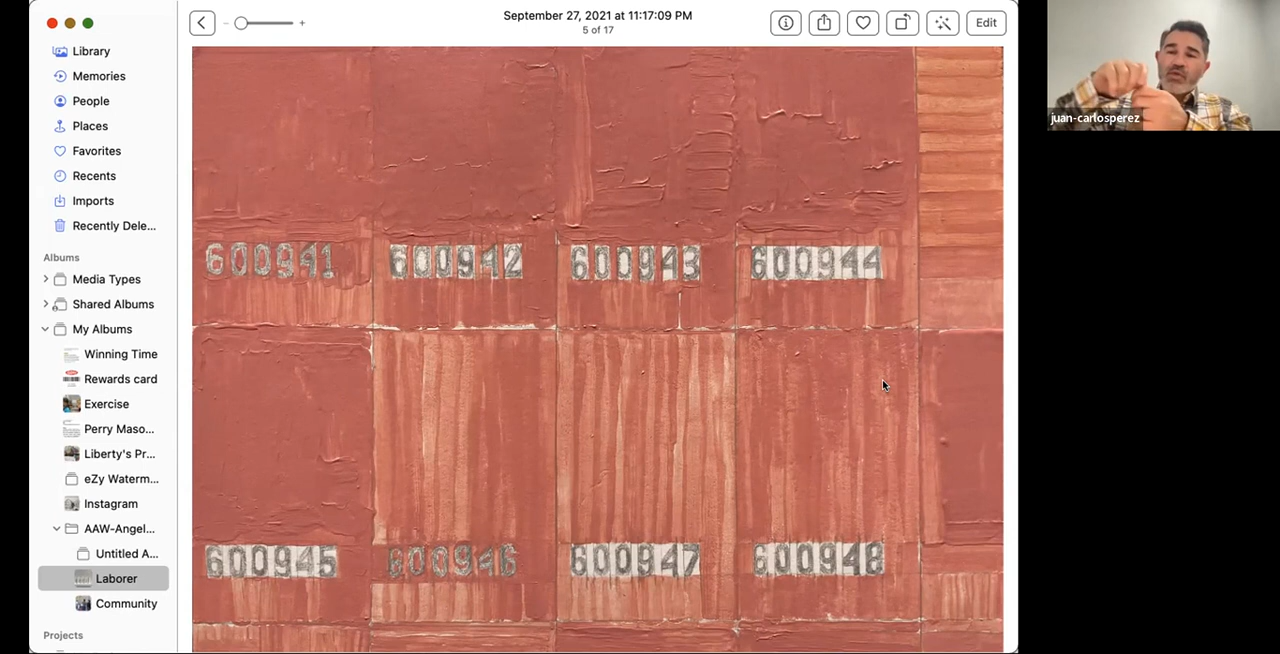 September 27, 2021 at 11:17:09 PM
5 of 17
Edit
Library
Memories
People
Places
Favorites
Recents
Imports
Recently Dele...
Albums
Media Types
Shared Albums
My Albums
Winning Time
Rewards card
Exercise
Perry Maso...
Liberty's Pr...
eZy Waterm...
Instagram
AAW-Angel...
Untitled A...
Laborer
Community
Projects
600941 600942 600943 600944
600945 600946 600947 600948
juan-carlosperez